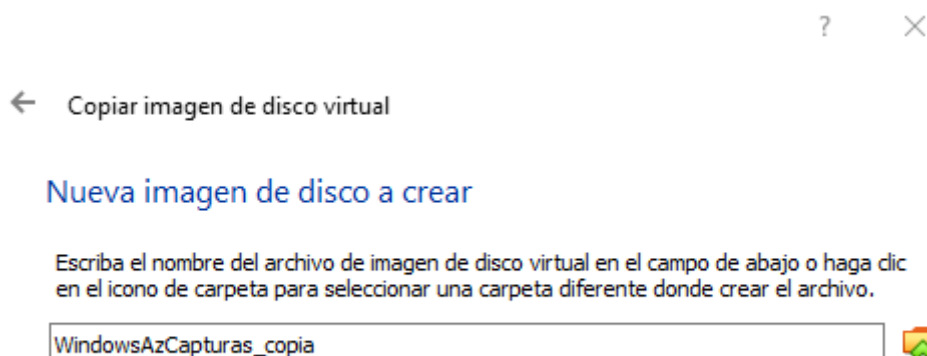 ?
Copiar imagen de disco virtual
Nueva imagen de disco a crear
Escriba el nombre del archivo de imagen de disco virtual en el campo de abajo o haga clic
en el icono de carpeta para seleccionar una carpeta diferente donde crear el archivo.
WindowsAzCapturas_copia